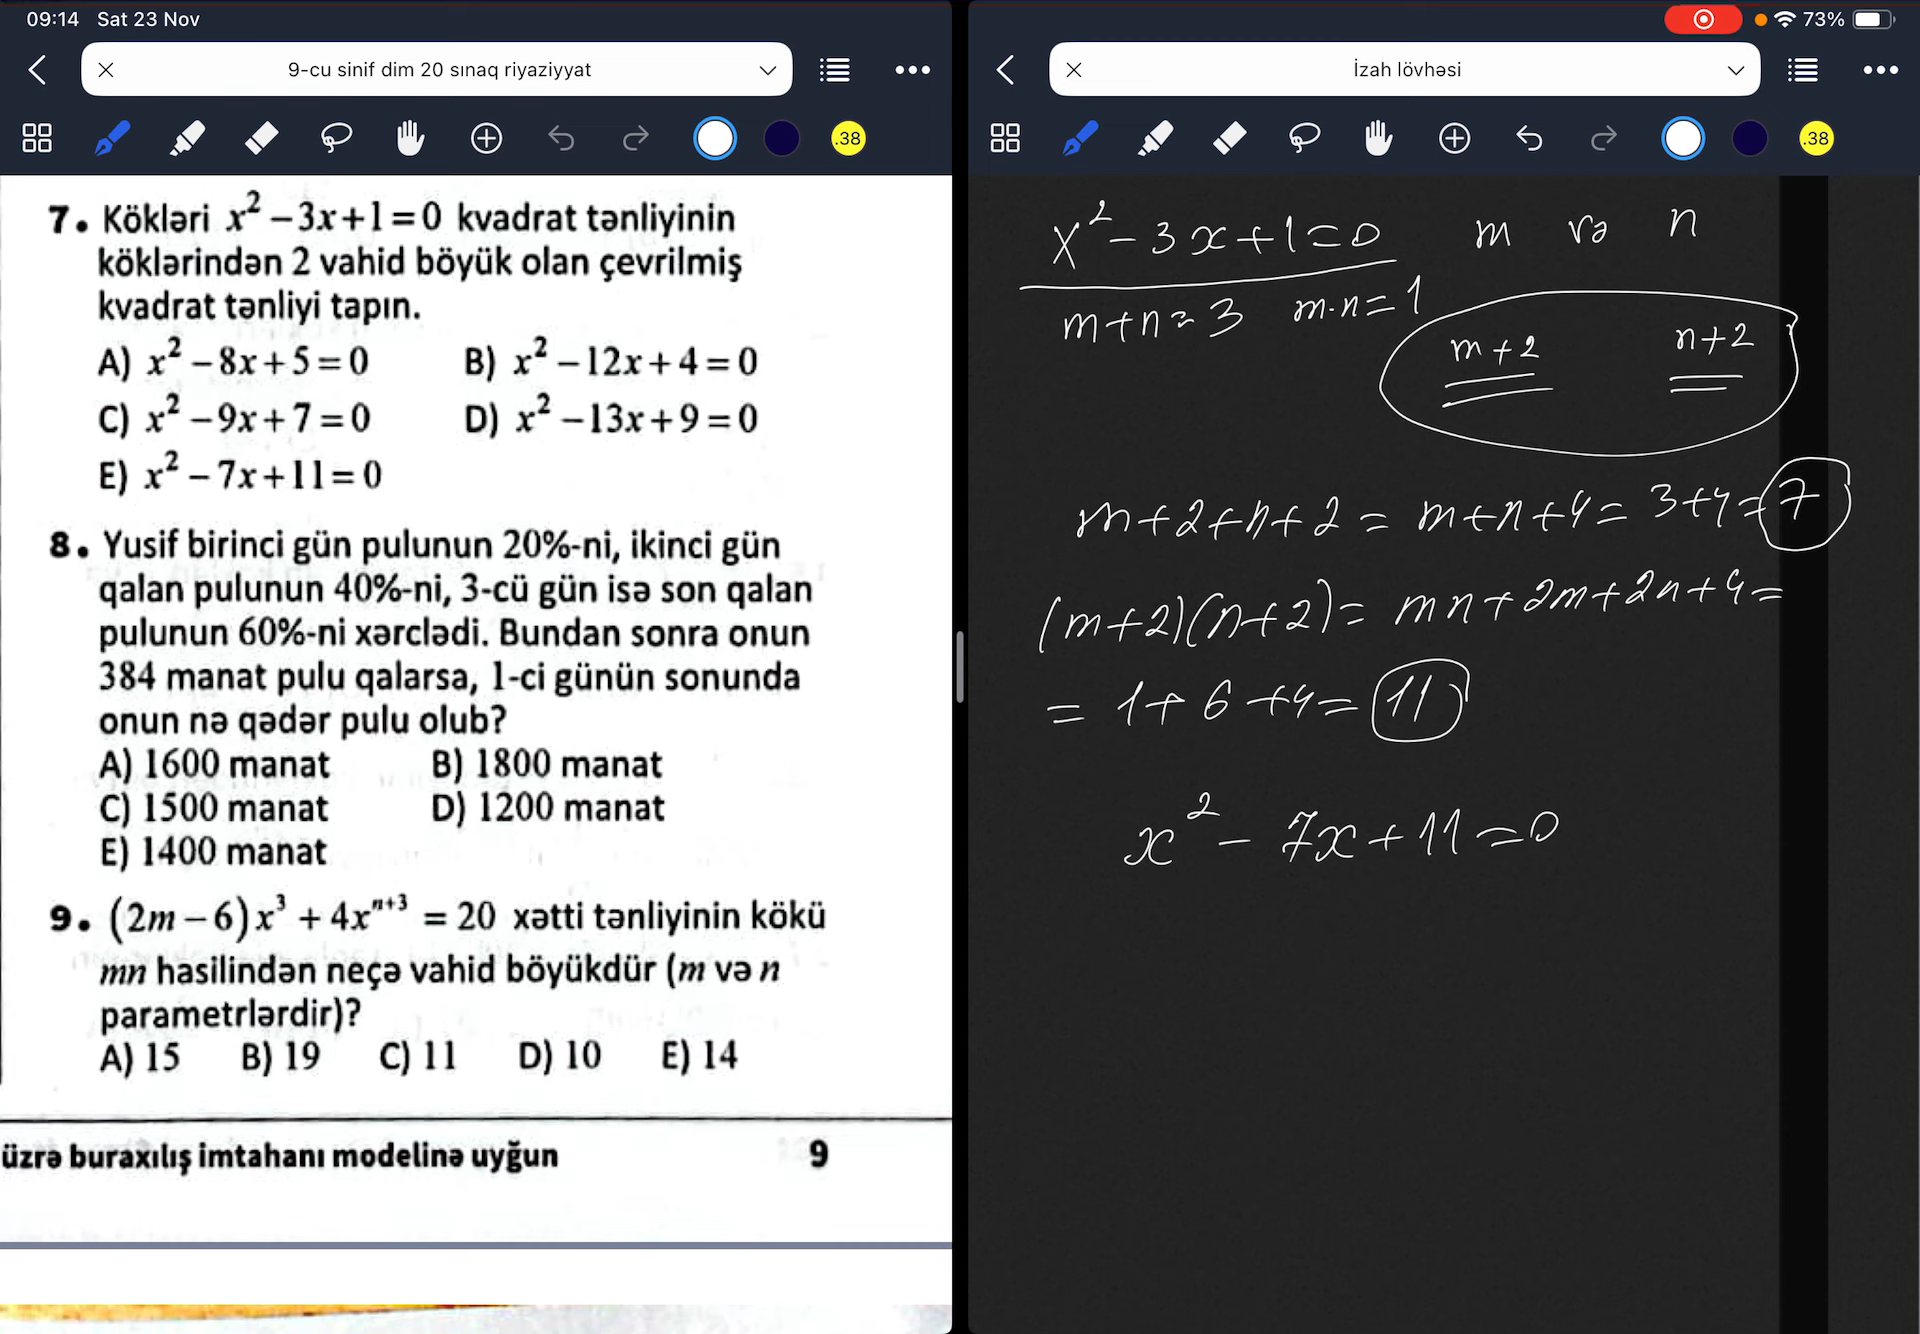 09:14 Sat 23 Nov
73%
9-cu sinif dim 20 sınaq riyaziyyat
İzah lövhəsi
.38
.38
7. Kökləri x² – 3x + 1 = 0 kvadrat tənliyinin
köklərindən 2 vahid böyük olan çevrilmiş
kvadrat tənliyi tapın.
A) x² – 8x + 5 = 0 B) x² – 12x + 4 = 0
C) x² – 9x + 7 = 0 D) x² – 13x + 9 = 0
E) x² – 7x + 11 = 0
8. Yusif birinci gün pulunun 20%-ni, ikinci gün
qalan pulunun 40%-ni, 3-cü gün isə son qalan
pulunun 60%-ni xərclədi. Bundan sonra onun
384 manat pulu qalarsa, 1-ci günün sonunda
onun nə qədər pulu olub?
A) 1600 manat B) 1800 manat
C) 1500 manat D) 1200 manat
E) 1400 manat
9. (2m – 6)x³ + 4xⁿ⁺³ = 20 xətti tənliyinin kökü
mn hasilindən neçə vahid böyükdür (m və n
parametrlərdir)?
A) 15 B) 19 C) 11 D) 10 E) 14
üzrə buraxılış imtahanı modelinə uyğun 9
x² – 3x + 1 = 0 m və n
m + n = 3 m · n = 1
m + 2 n + 2
m + 2 + n + 2 = m + n + 4 = 3 + 4 = 7
(m + 2)(n + 2) = mn + 2m + 2n + 4 =
= 1 + 6 + 4 = 11
x² – 7x + 11 = 0